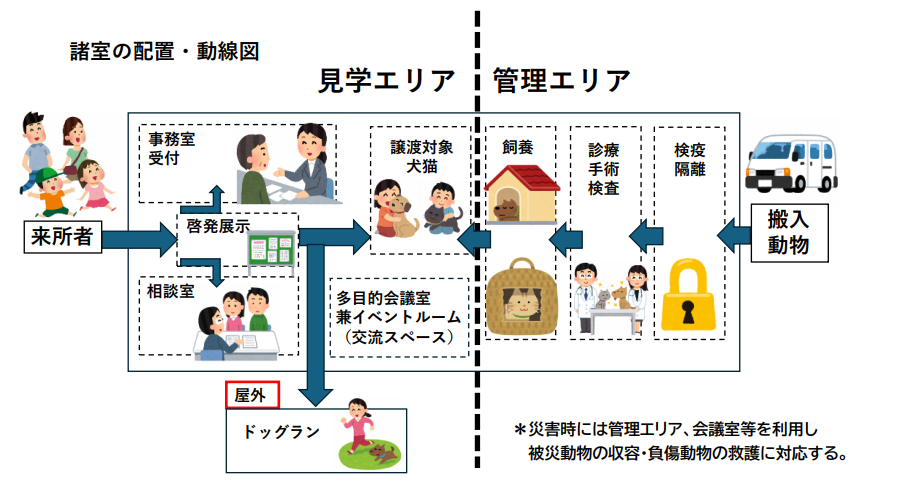 諸室の配置・動線図
見学エリア
管理エリア
事務室
受付
譲渡対象
犬猫
飼養
診療
手術
検査
検疫
隔離
来所者
啓発展示
搬入
動物
相談室
多目的会議室
兼イベントルーム
（交流スペース）
屋外
ドッグラン
＊災害時には管理エリア、会議室等を利用し
被災動物の収容・負傷動物の救護に対応する。